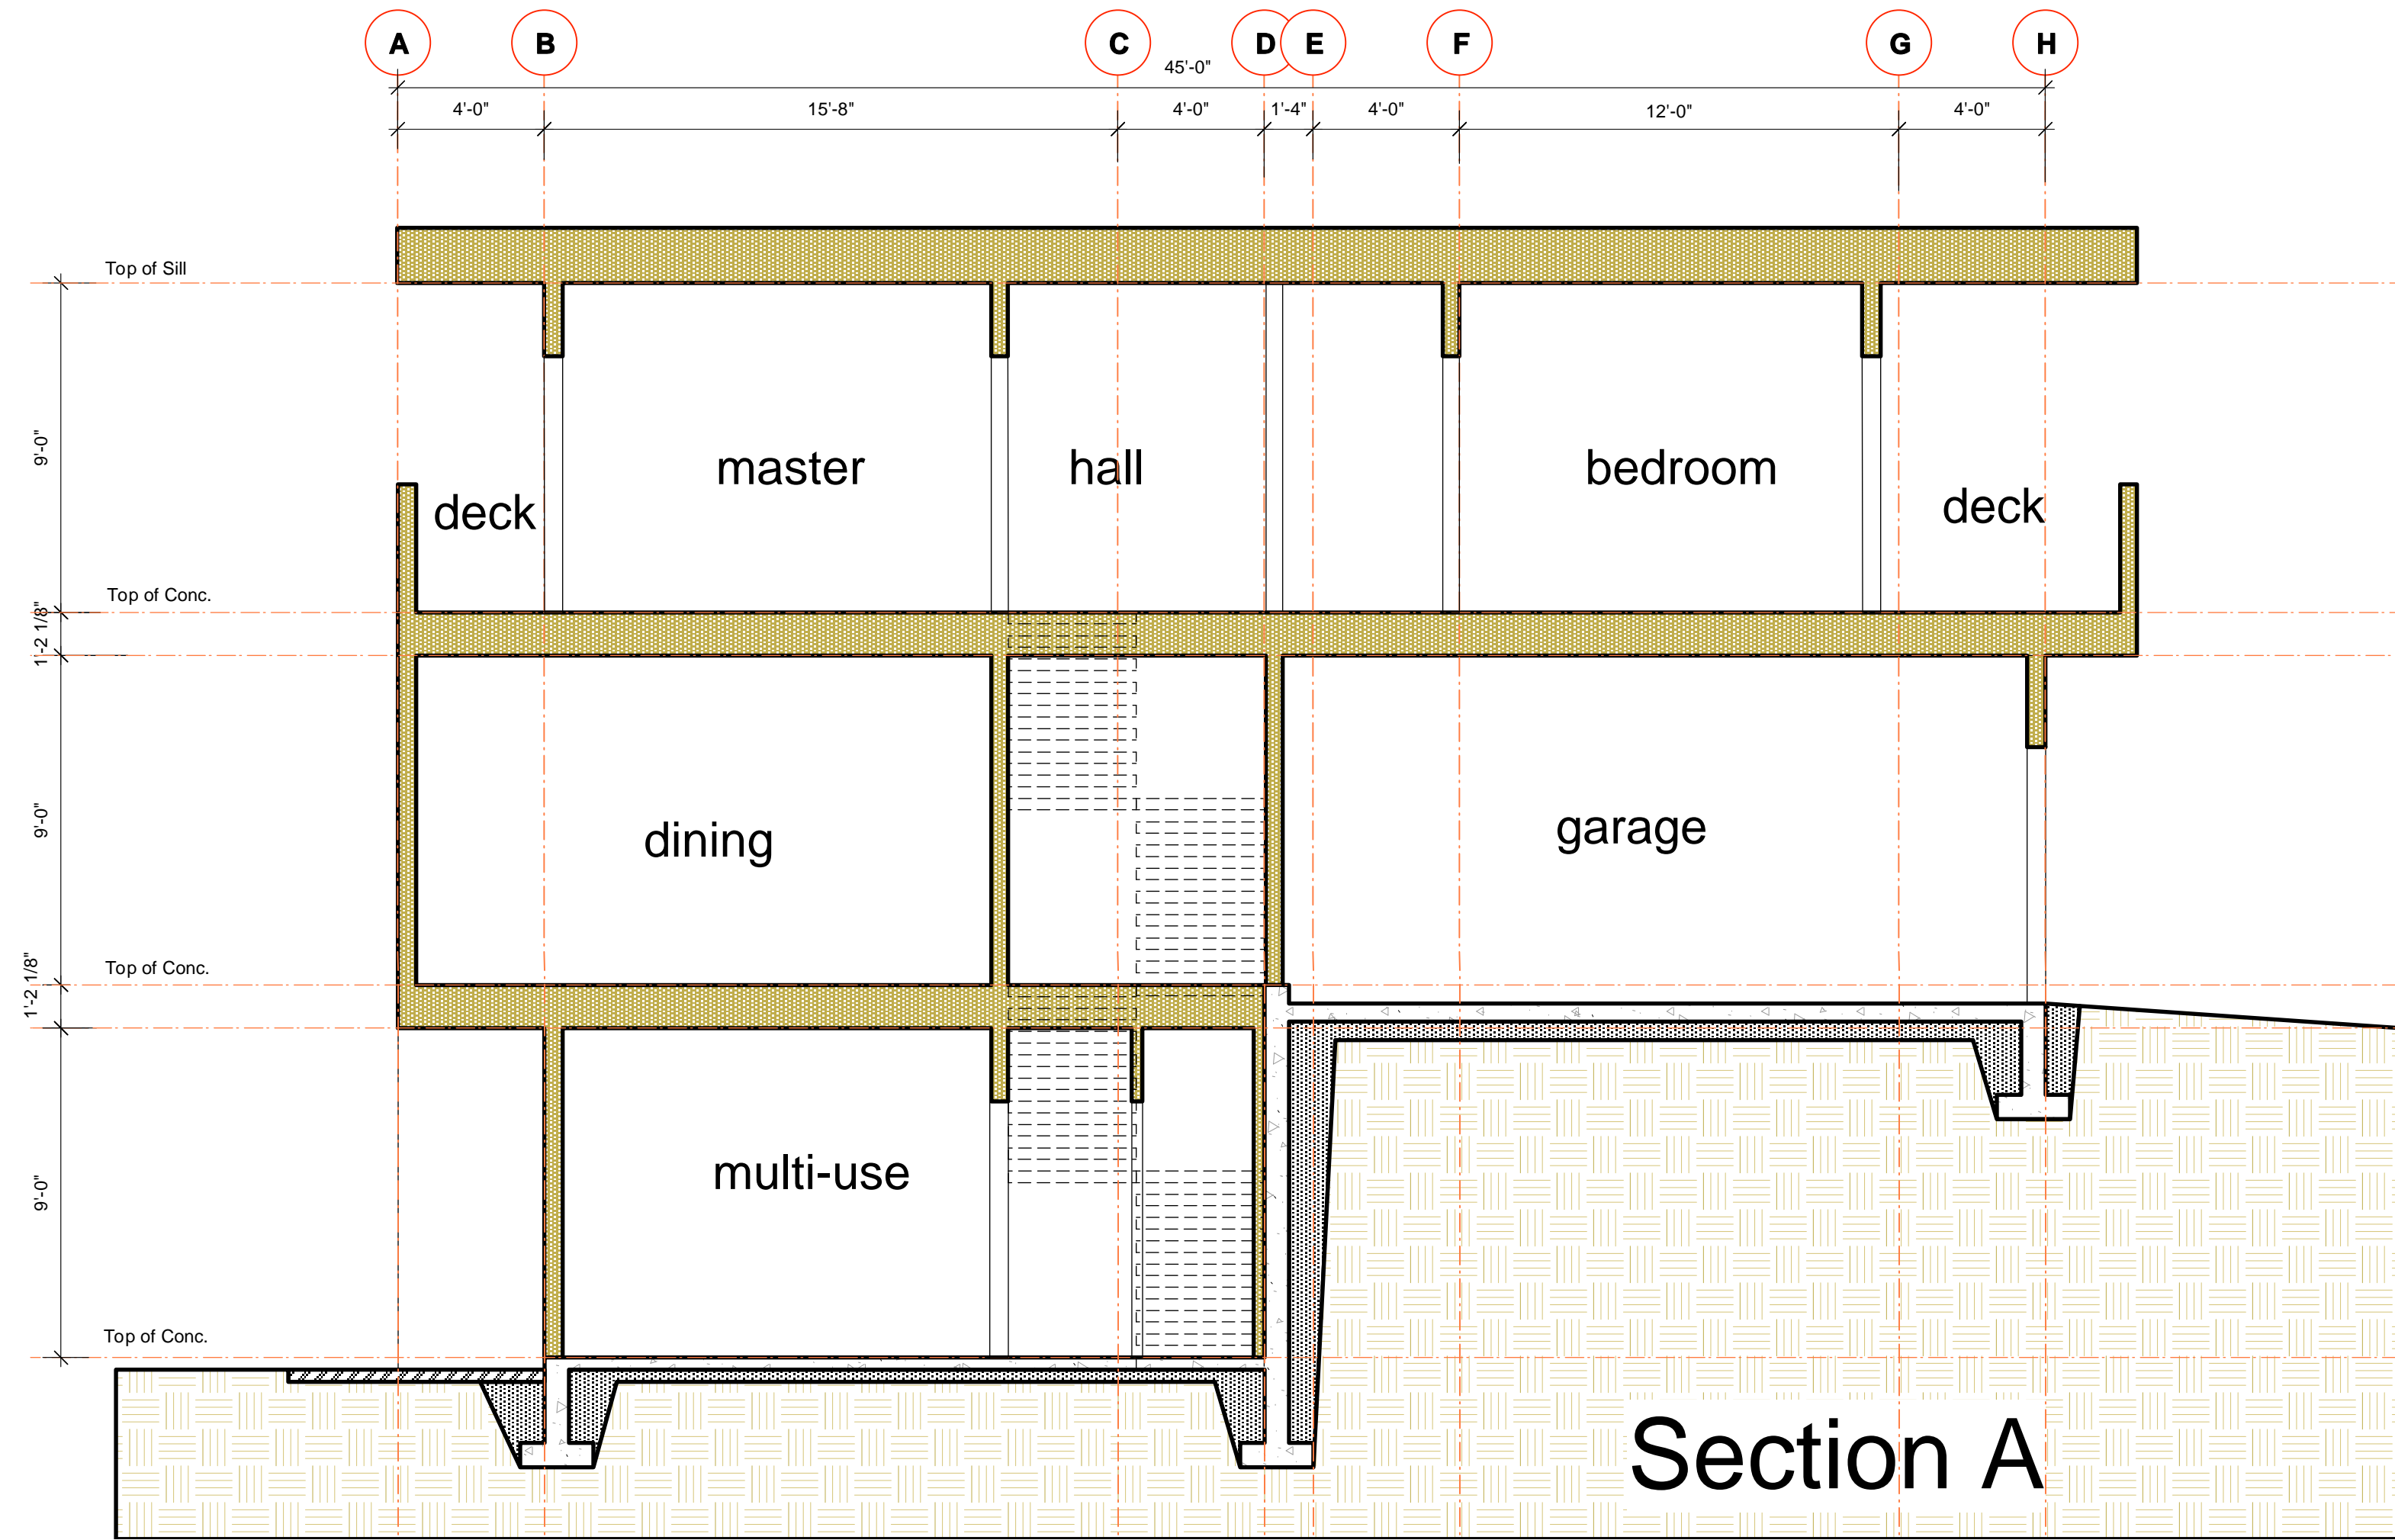 A B C D E F G H
45'-0"
4'-0" 15'-8" 4'-0" 1'-4" 4'-0" 12'-0" 4'-0"
Top of Sill
9'-0"
master hall bedroom
deck deck
Top of Conc.
1'-2 1/8"
9'-0"
dining garage
Top of Conc.
1'-2 1/8"
multi-use
9'-0"
Top of Conc.
Section A